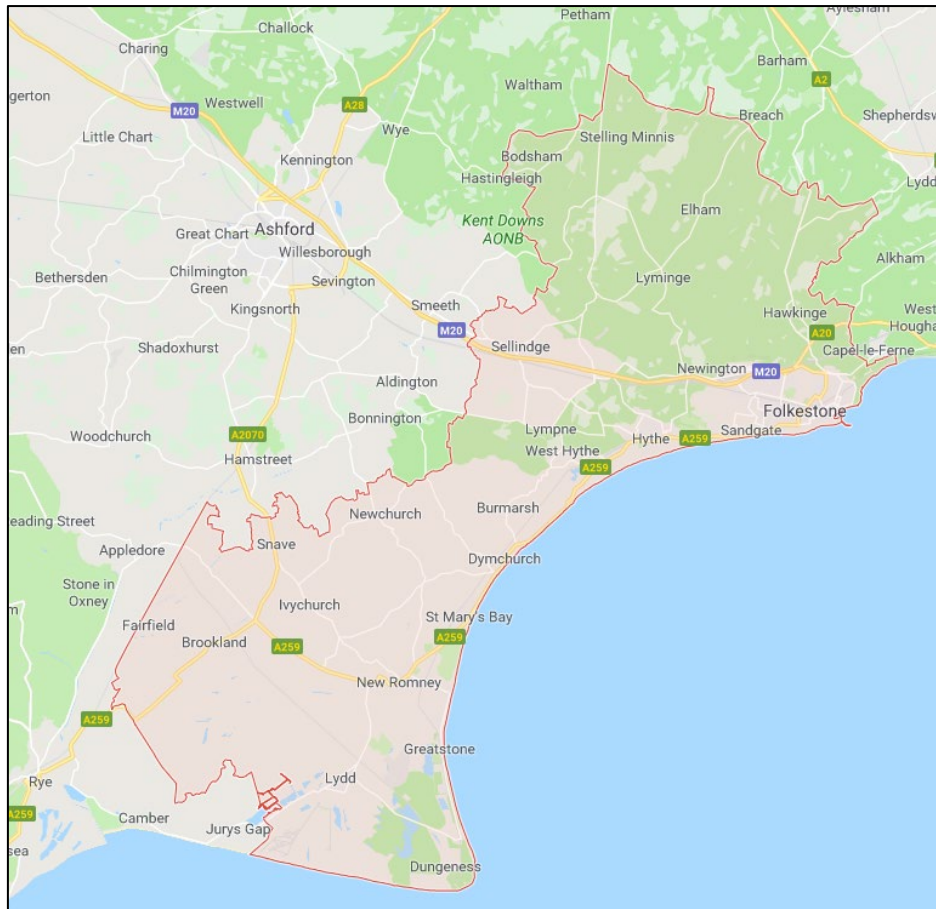 Petham
Aylesham
Challock
Charing
Barham
A2
Waltham
gerton
Westwell
A28
M20
Breach
Shepherdsw
Little Chart
Wye
Stelling Minnis
Kennington
Bodsham
Hastingleigh
Lydd
Elham
Kent Downs
AONB
Great Chart
Ashford
Willesborough
Alkham
Bethersden
Chilmington
Green
Sevington
Lyminge
Smeeth
Kingsnorth
Hawkinge
West
Hougha
M20
A20
en
Shadoxhurst
Sellindge
Capel-le-Ferne
Newington
M20
Aldington
Bonnington
Folkestone
Woodchurch
A2070
Lympne
Hythe
A259
Sandgate
Hamstreet
West Hythe
A259
Newchurch
Burmarsh
eading Street
Appledore
Snave
Dymchurch
Stone in
Oxney
m
Ivychurch
St Mary's Bay
Fairfield
Brookland
A259
A259
New Romney
A259
Greatstone
Rye
Lydd
A259
Camber
Jurys Gap
sea
Dungeness